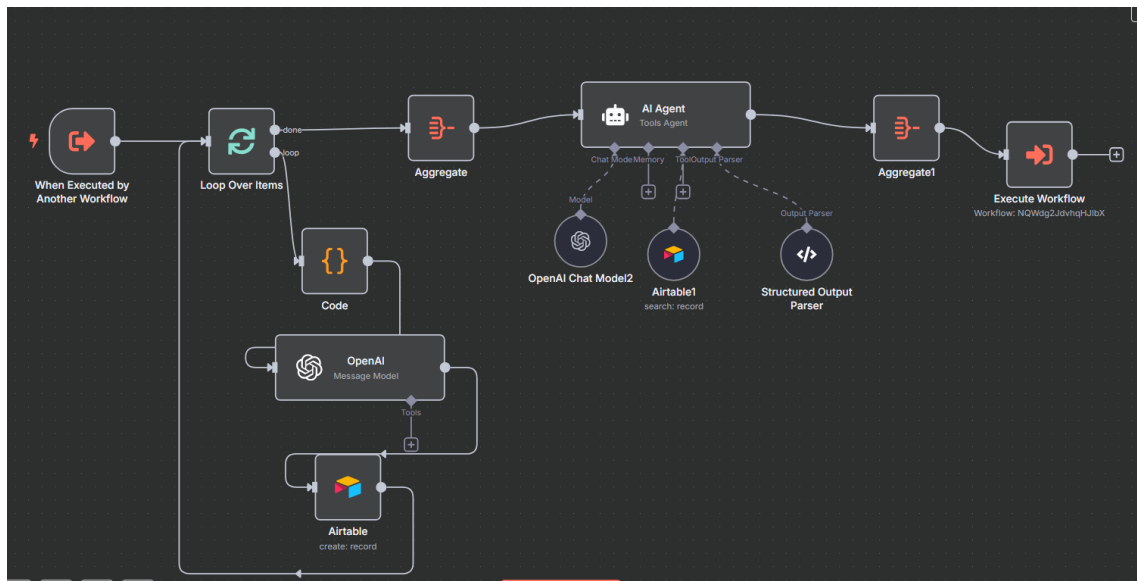 When Executed by
Another Workflow
Loop Over Items
done
loop
Aggregate
AI Agent
Tools Agent
Chat Mode
Memory
Tool
Output Parser
Model
OpenAI Chat Model2
Airtable1
search: record
Output Parser
Structured Output
Parser
Aggregate1
Execute Workflow
Workflow: NQWdg2JdvhqHJIbX
{}
Code
OpenAI
Message Model
Tools
Airtable
create: record